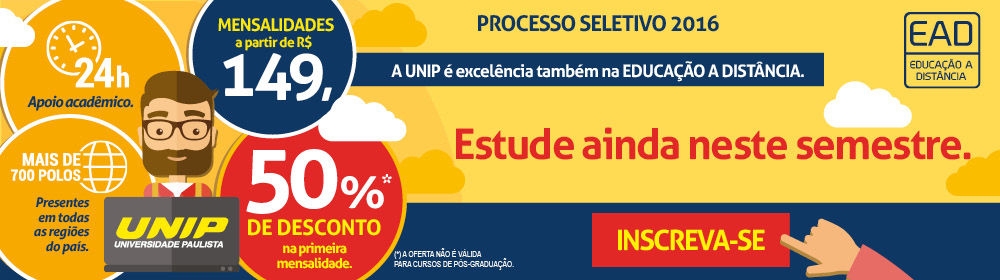 24h
Apoio acadêmico.
MAIS DE
700 POLOS
Presentes
em todas
as regiões
do país.
UNIP
UNIVERSIDADE PAULISTA
MENSALIDADES
a partir de R$
149,
50%*
DE DESCONTO
na primeira
mensalidade.
(*) A OFERTA NÃO É VÁLIDA
PARA CURSOS DE PÓS-GRADUAÇÃO.
PROCESSO SELETIVO 2016
A UNIP é excelência também na EDUCAÇÃO A DISTÂNCIA.
EAD
EDUCAÇÃO A
DISTÂNCIA
Estude ainda neste semestre.
INSCREVA-SE